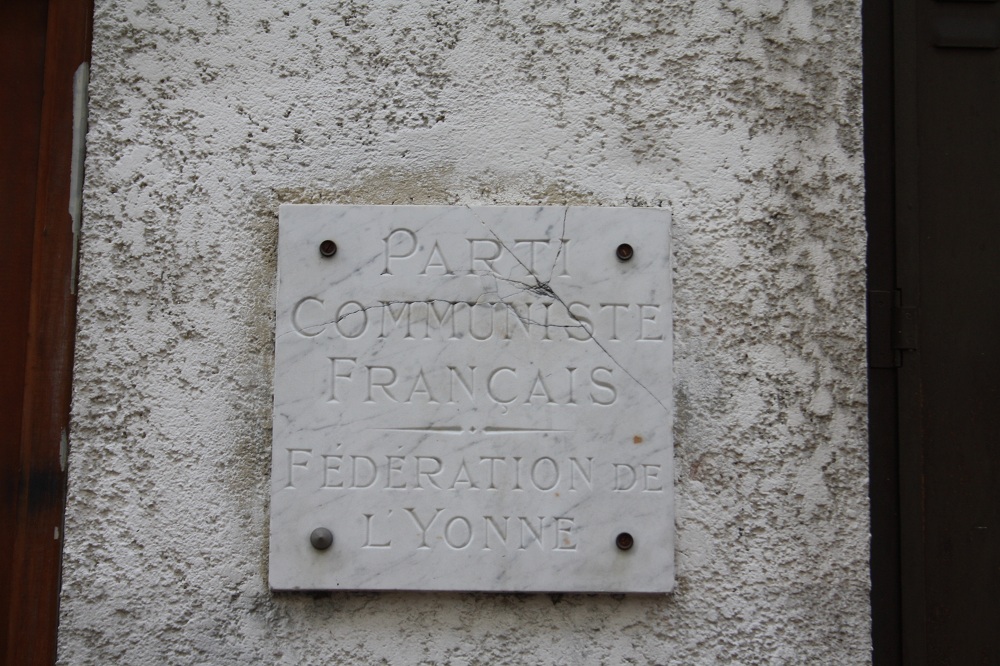 PARTI
COMMUNISTE
FRANÇAIS
FÉDÉRATION DE
L'YONNE